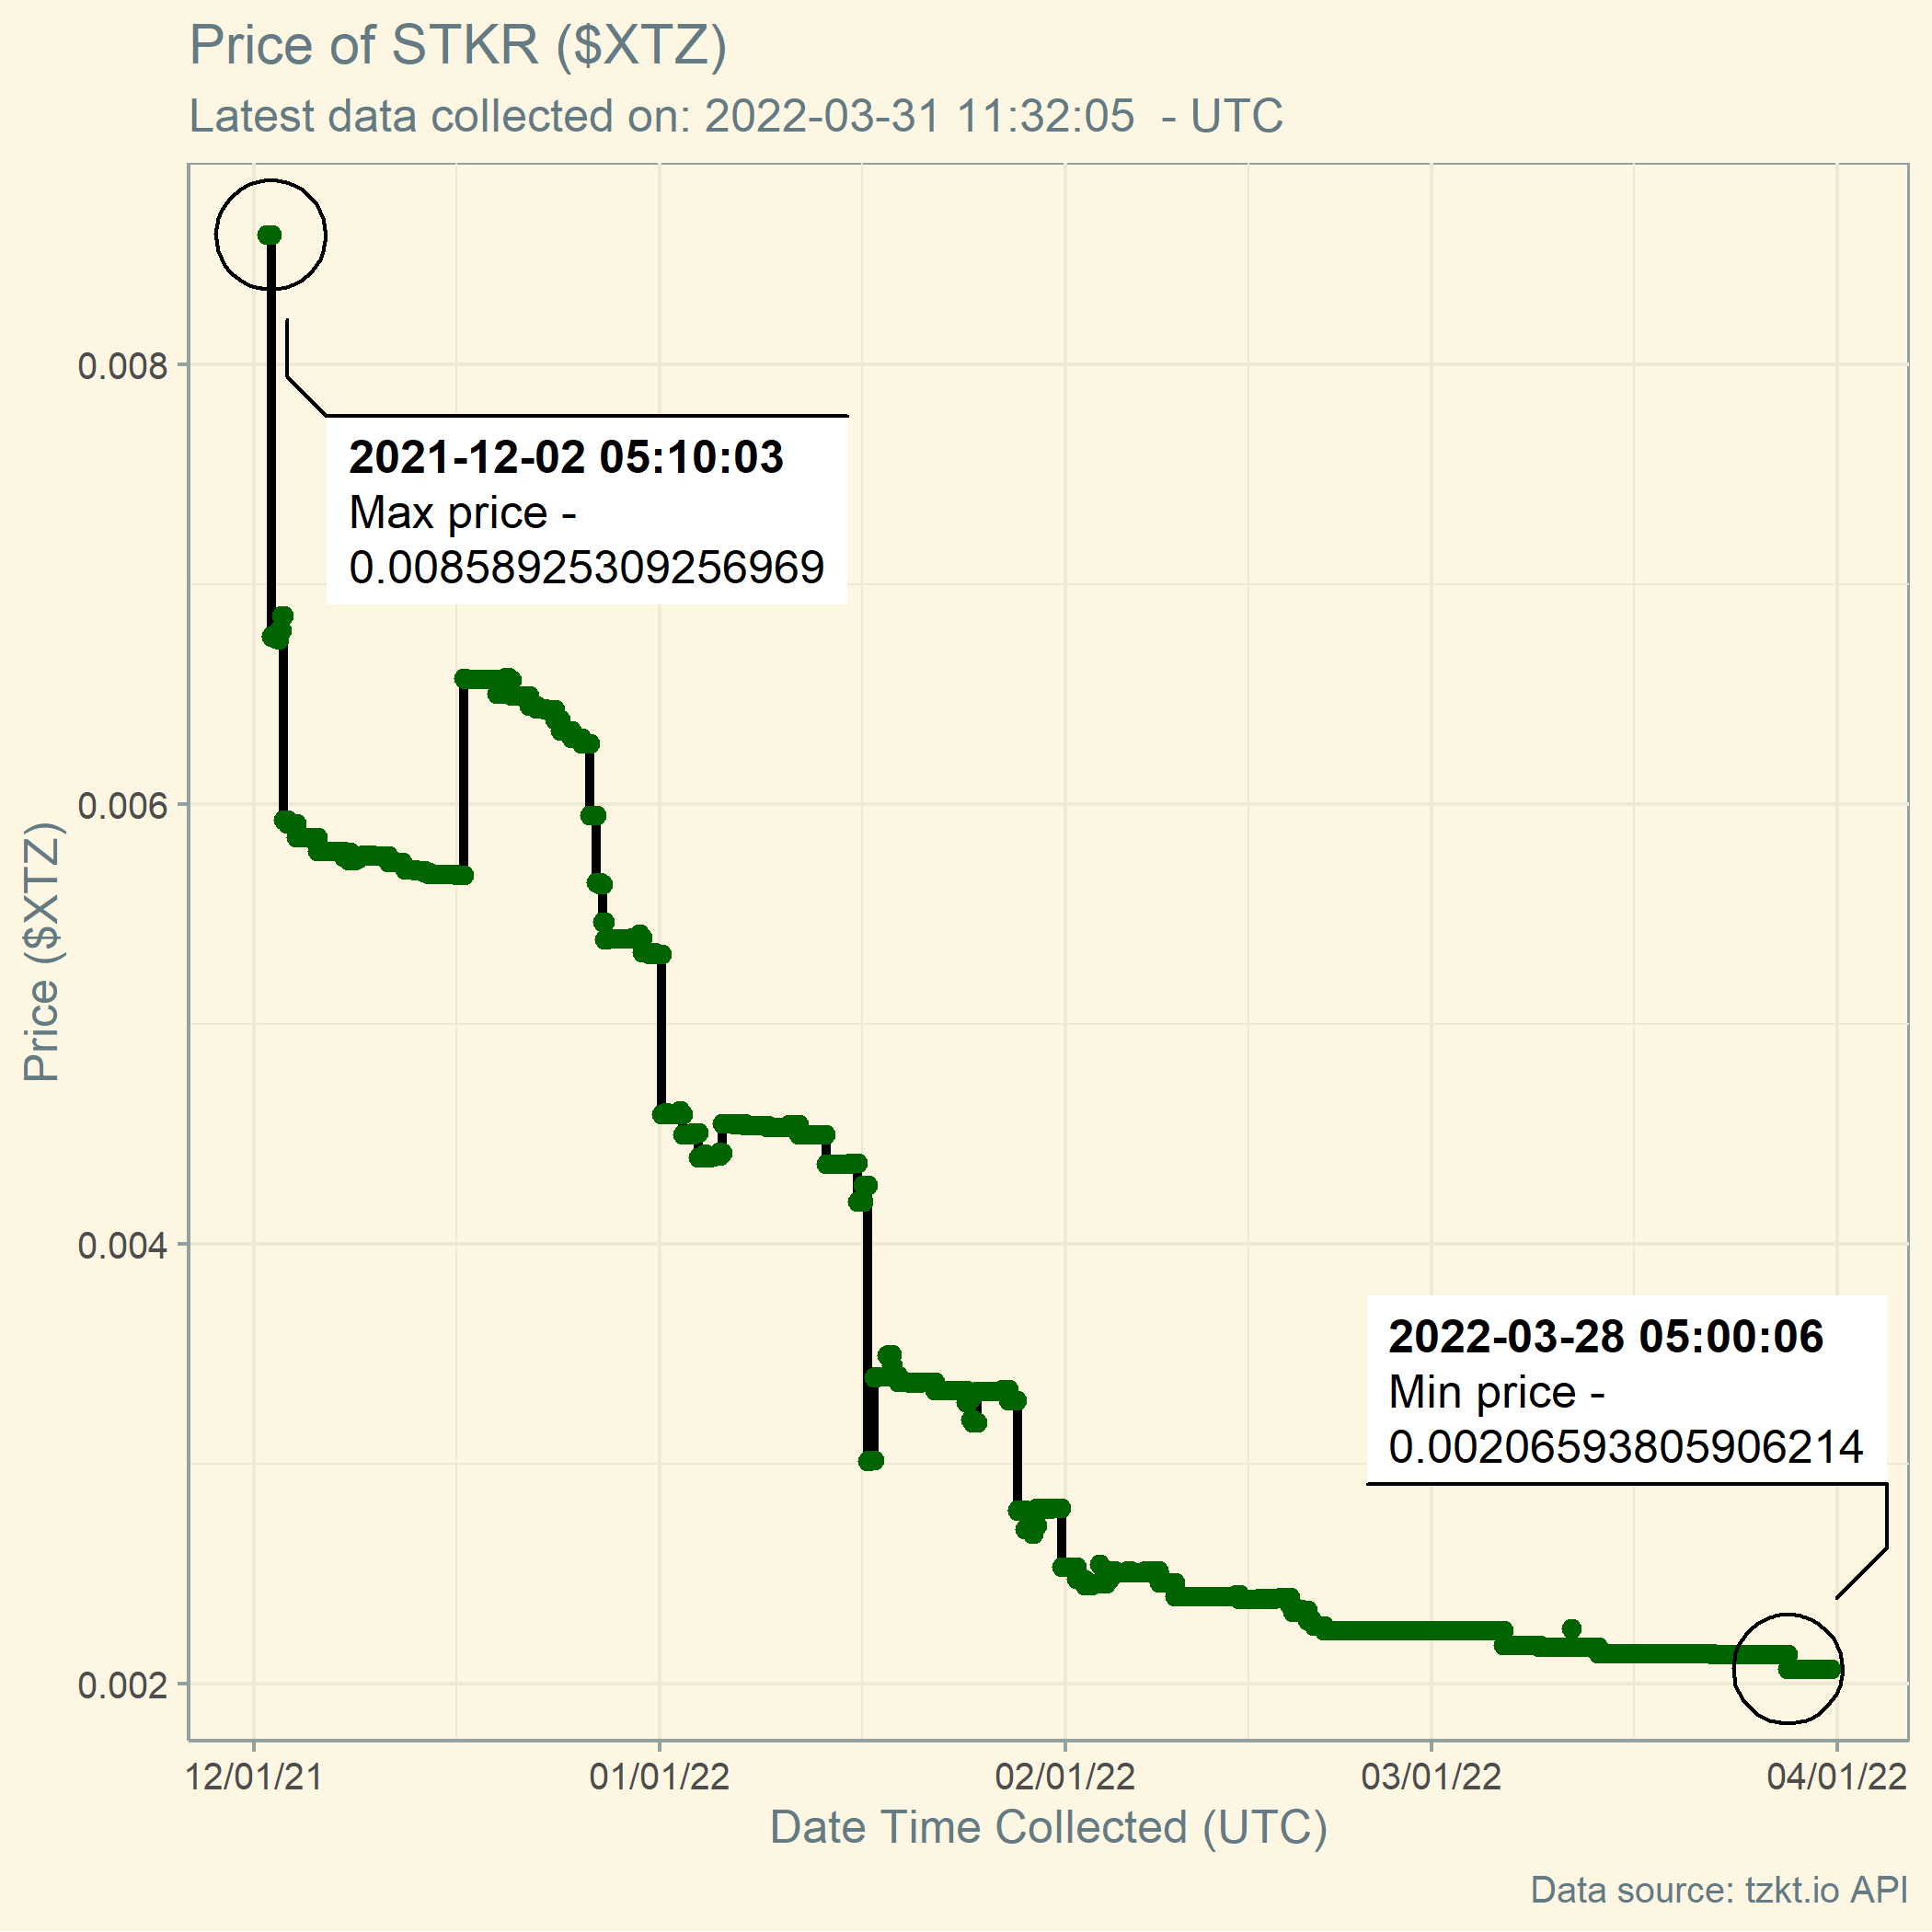 Price of STKR ($XTZ)
Latest data collected on: 2022-03-31 11:32:05  - UTC
Price ($XTZ)
0.008
0.006
0.004
0.002
2021-12-02 05:10:03
Max price -
0.00858925309256969
2022-03-28 05:00:06
Min price -
0.00206593805906214
12/01/21
01/01/22
02/01/22
03/01/22
04/01/22
Date Time Collected (UTC)
Data source: tzkt.io API